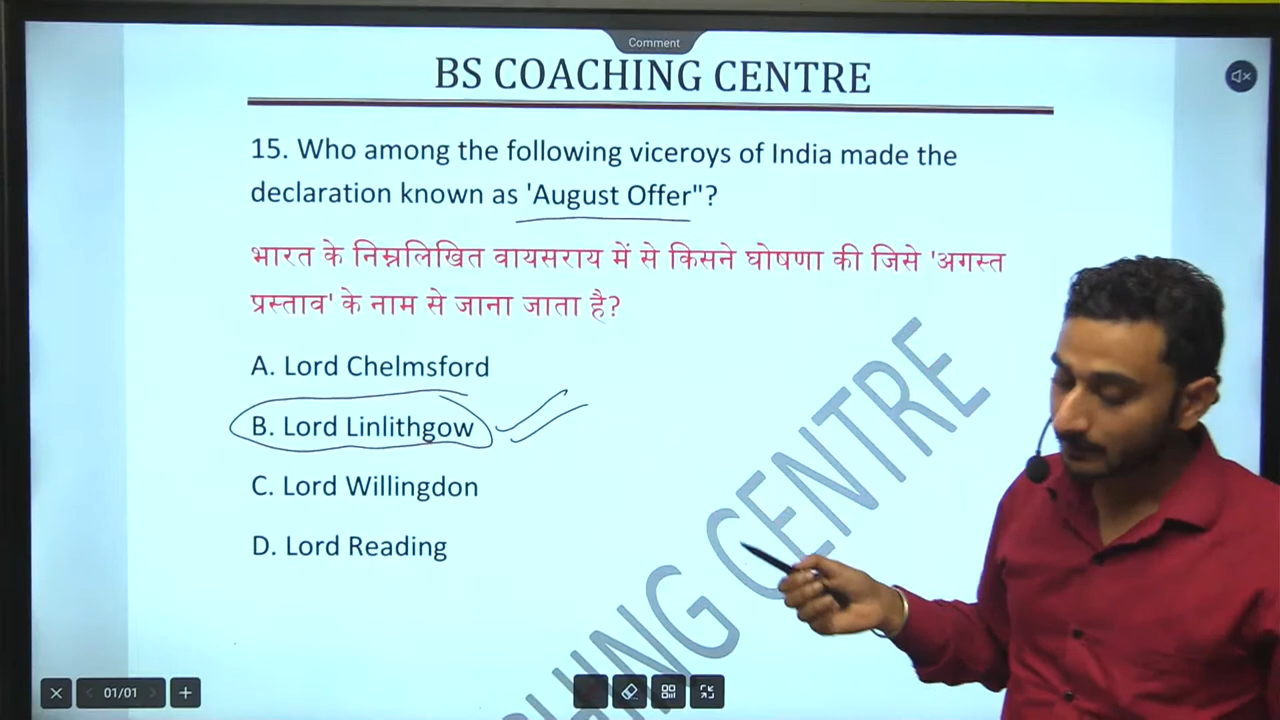 Comment
BS COACHING CENTRE
15. Who among the following viceroys of India made the
declaration known as 'August Offer"?
भारत के निम्नलिखित वायसराय में से किसने घोषणा की जिसे 'अगस्त
प्रस्ताव' के नाम से जाना जाता है?
A. Lord Chelmsford
B. Lord Linlithgow
C. Lord Willingdon
D. Lord Reading
CENTRE
01/01